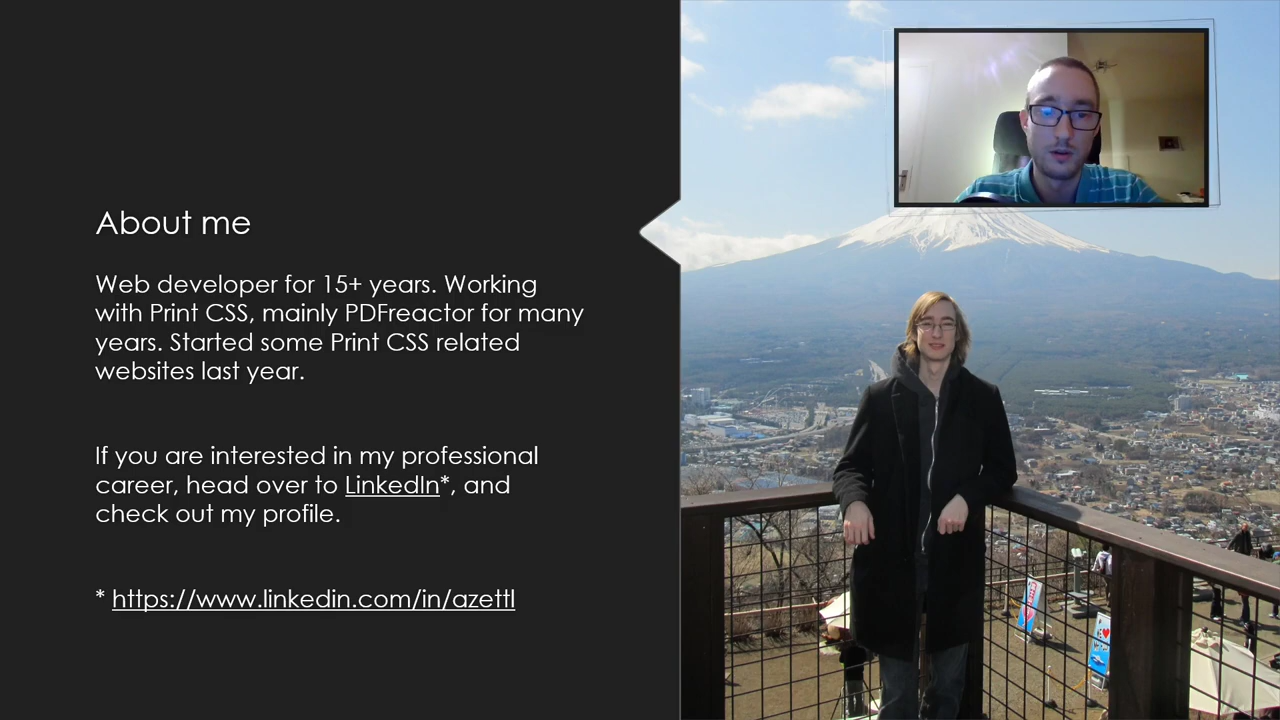 About me
Web developer for 15+ years. Working
with Print CSS, mainly PDFreactor for many
years. Started some Print CSS related
websites last year.
If you are interested in my professional
career, head over to LinkedIn*, and
check out my profile.
* https://www.linkedin.com/in/azettl